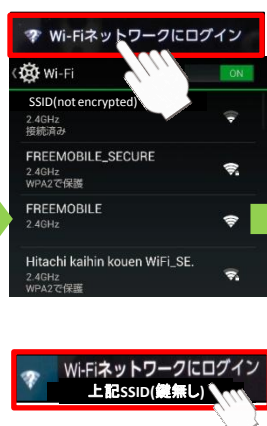 Wi-Fiネットワークにログイン
Wi-Fi
ON
SSID(not encrypted)
2.4GHz
接続済み
FREEMOBILE_SECURE
2.4GHz
WPA2で保護
FREEMOBILE
2.4GHz
Hitachi kaihin kouen WiFi_SE.
2.4GHz
WPA2で保護
Wi-Fiネットワークにログイン
上記SSID(鍵無し)